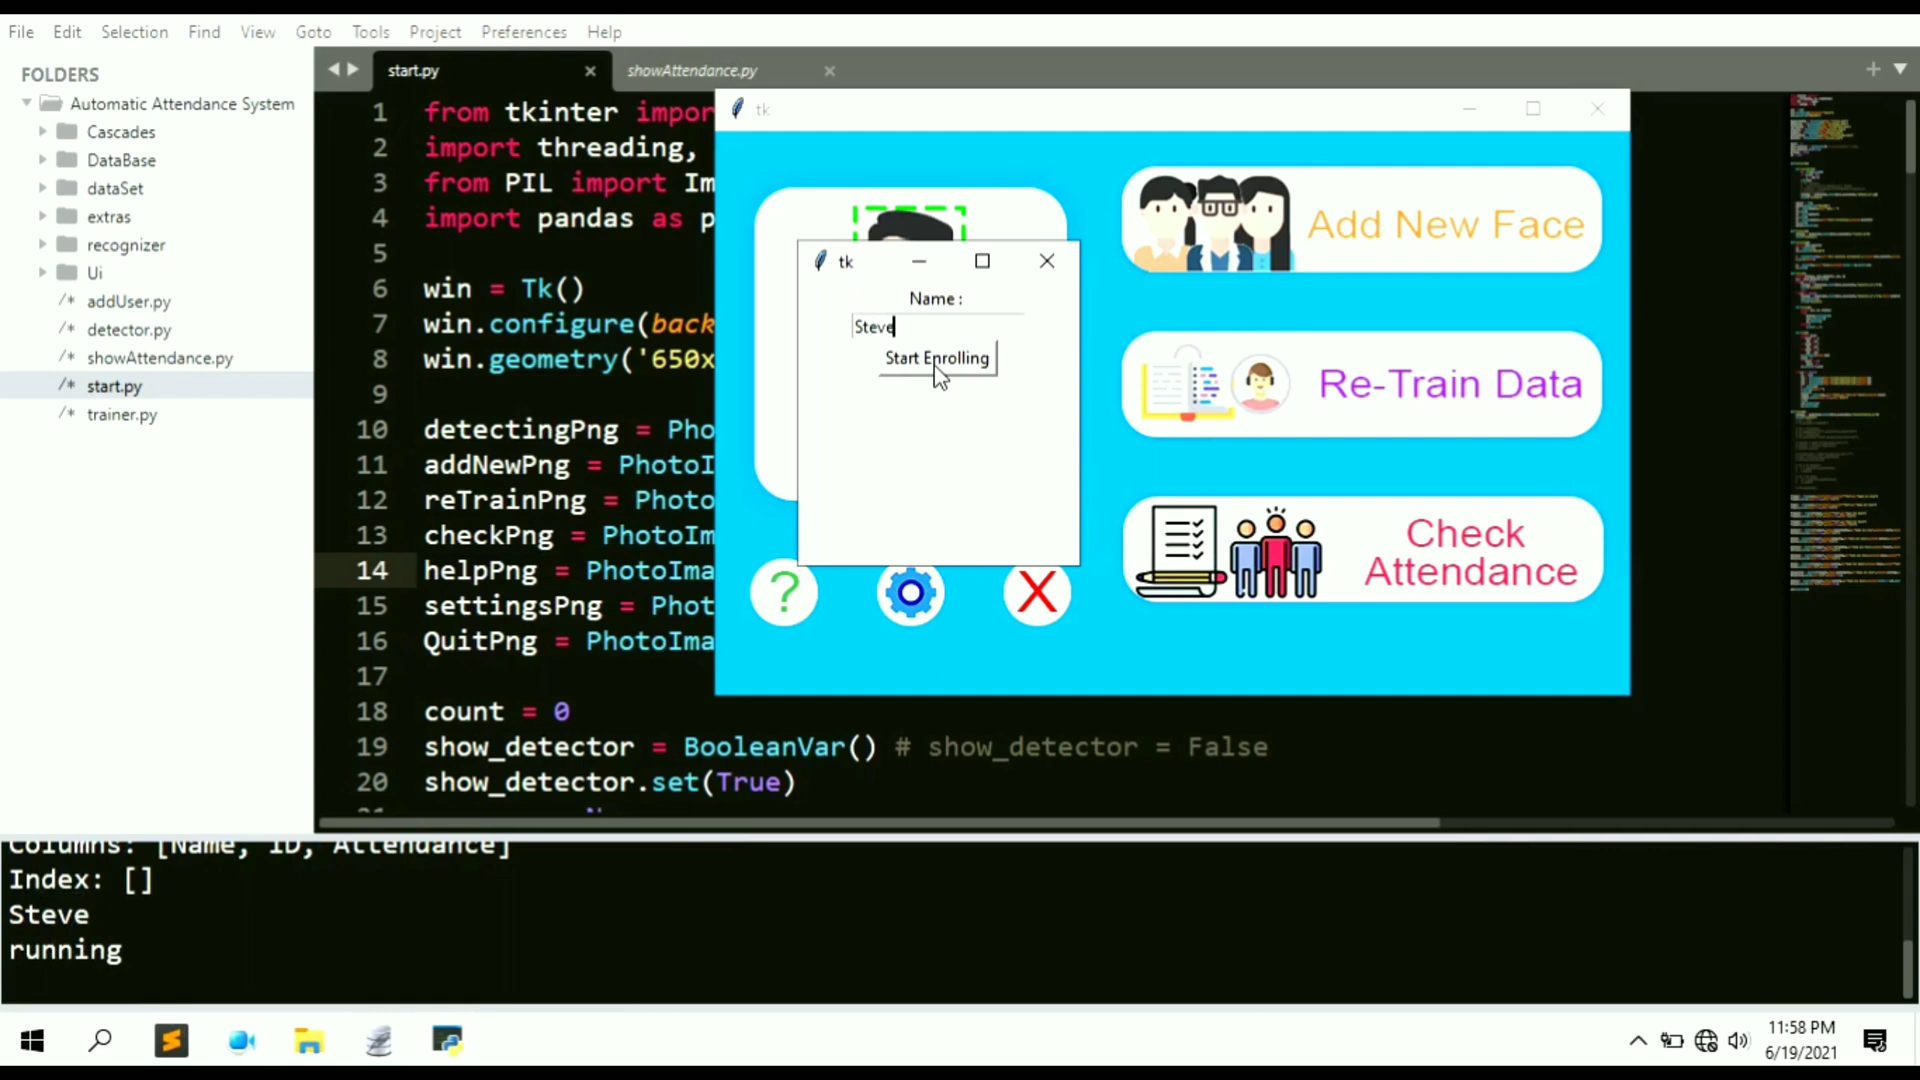 File Edit Selection Find View Goto Tools Project Preferences Help
FOLDERS
Automatic Attendance System
Cascades
DataBase
dataSet
extras
recognizer
Ui
/* addUser.py
/* detector.py
/* showAttendance.py
/* start.py
/* trainer.py
start.py
showAttendance.py
1 from tkinter impor
2 import threading,
3 from PIL import Im
4 import pandas as p
5
6 win = Tk()
7 win.configure(back
8 win.geometry('650x
9
10 detectingPng = Pho
11 addNewPng = PhotoI
12 reTrainPng = Photo
13 checkPng = PhotoIm
14 helpPng = PhotoIma
15 settingsPng = Phot
16 QuitPng = PhotoIma
17
18 count = 0
19 show_detector = BooleanVar() # show_detector = False
20 show_detector.set(True)
tk
Add New Face
Re-Train Data
Check
Attendance
?
X
tk
Name :
Steve
Start Enrolling
Columns: [Name, ID, Attendance]
Index: []
Steve
running
11:58 PM
6/19/2021